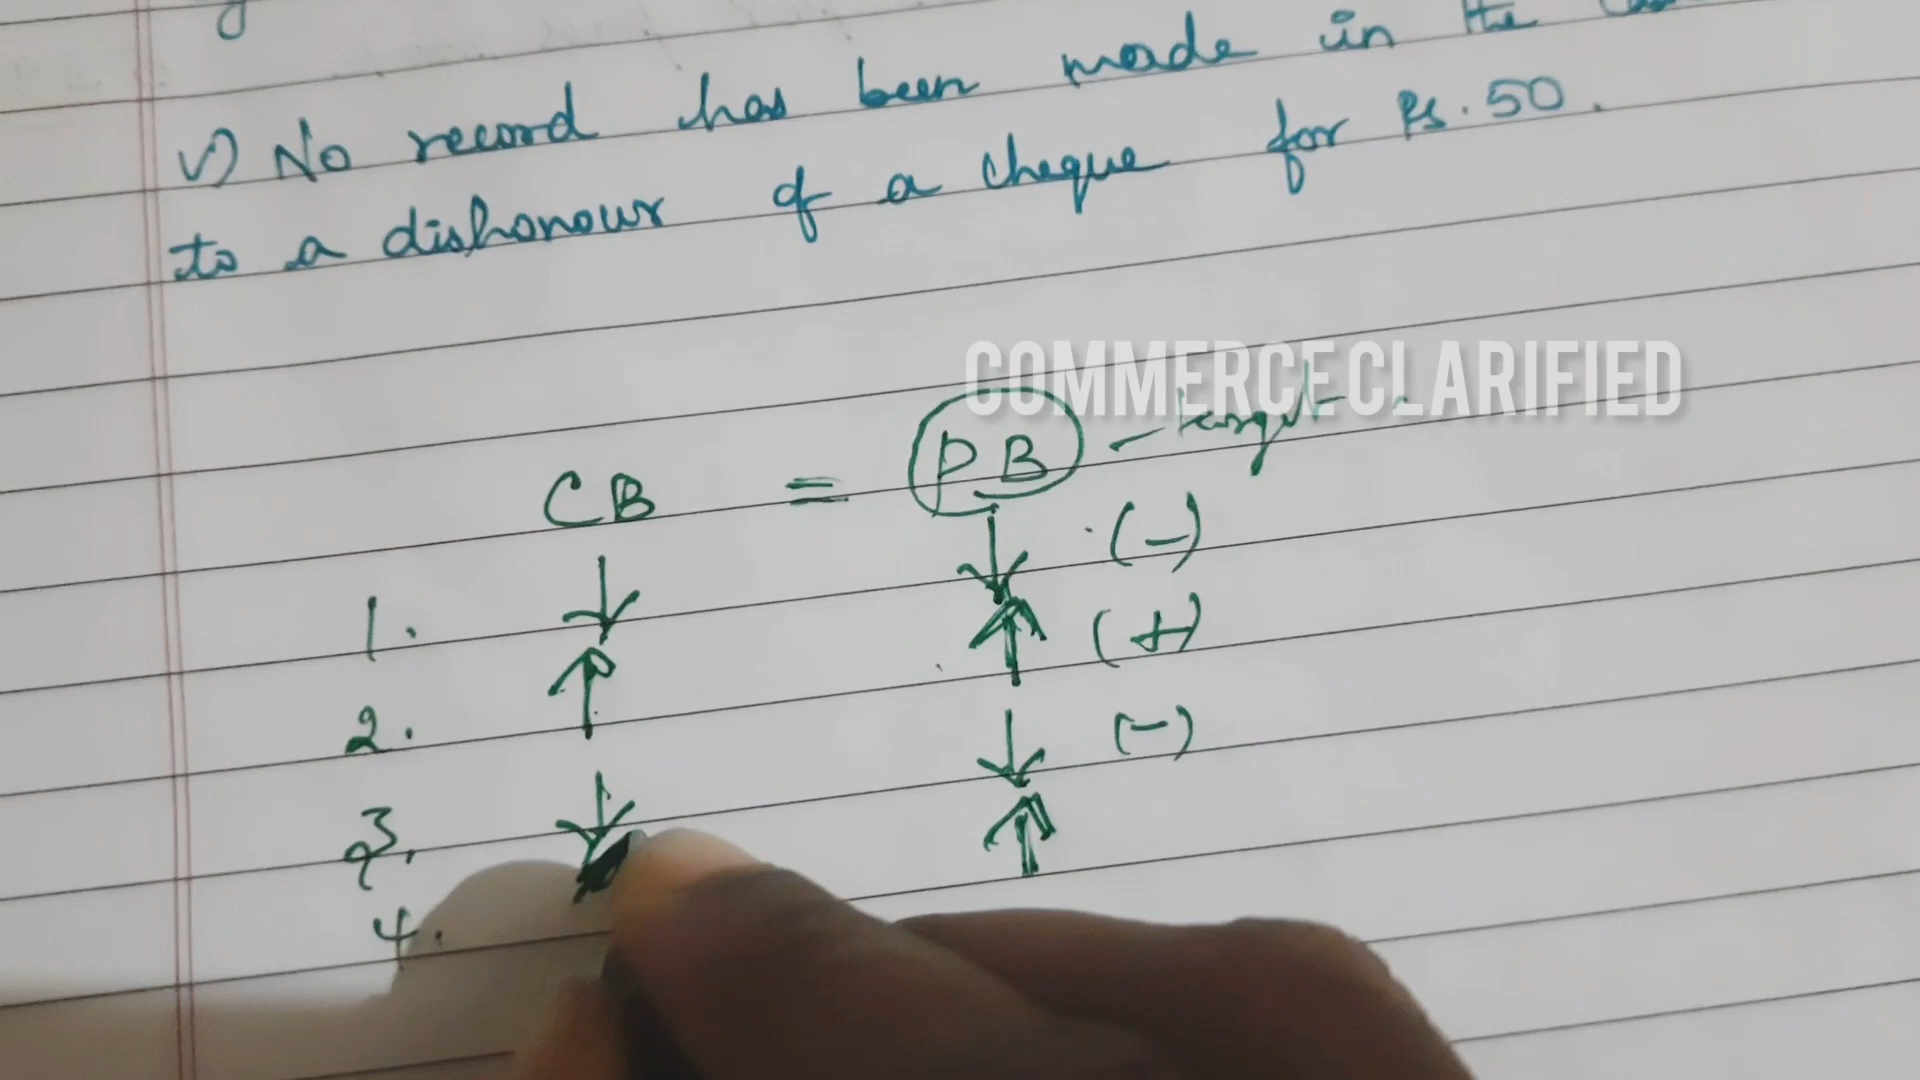 v) No record has been made in the
to a dishonour of a cheque for Rs. 50.
COMMERCE CLARIFIED
CB = PB - target
(-)
1. (+)
2. (-)
3.
4.